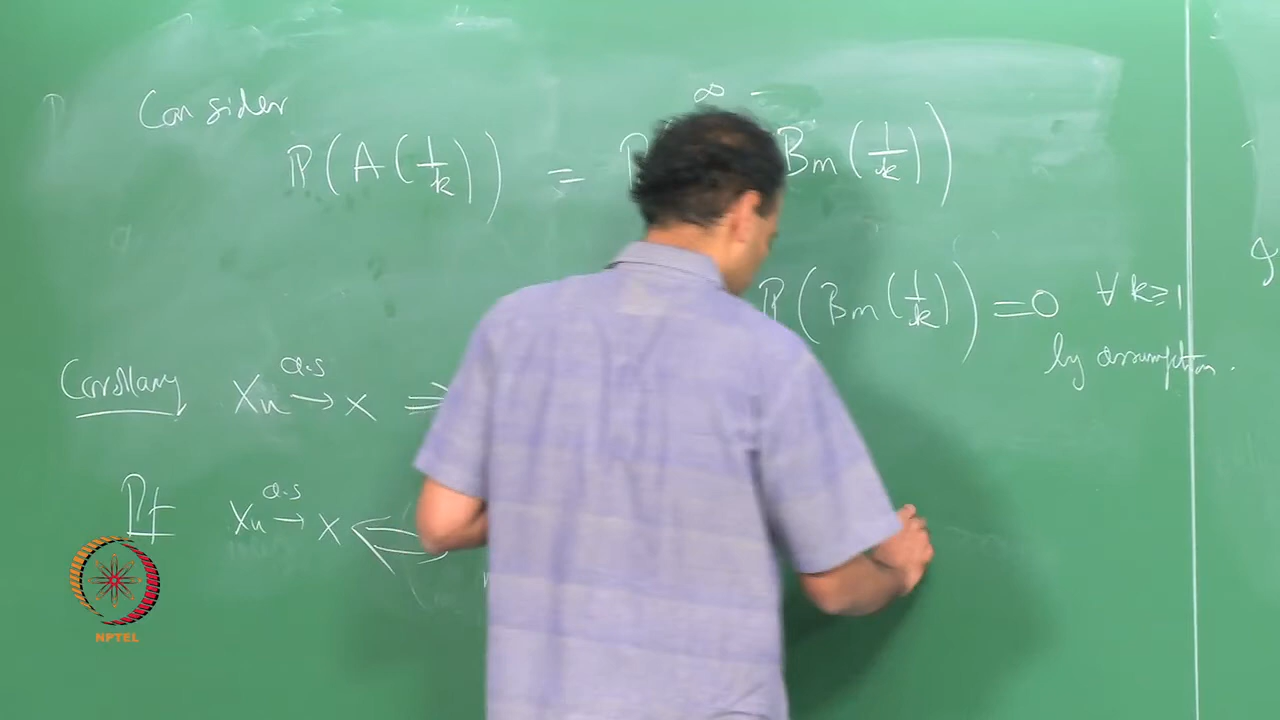 Consider
∞
P(A(1/k)) = P( Bm(1/k))
P(Bm(1/k)) = 0 ∀ k ≥ 1
by assumption.
Corollary Xn a.s→ X ⇒
Pf Xn a.s→ X ⇐⇒
NPTEL